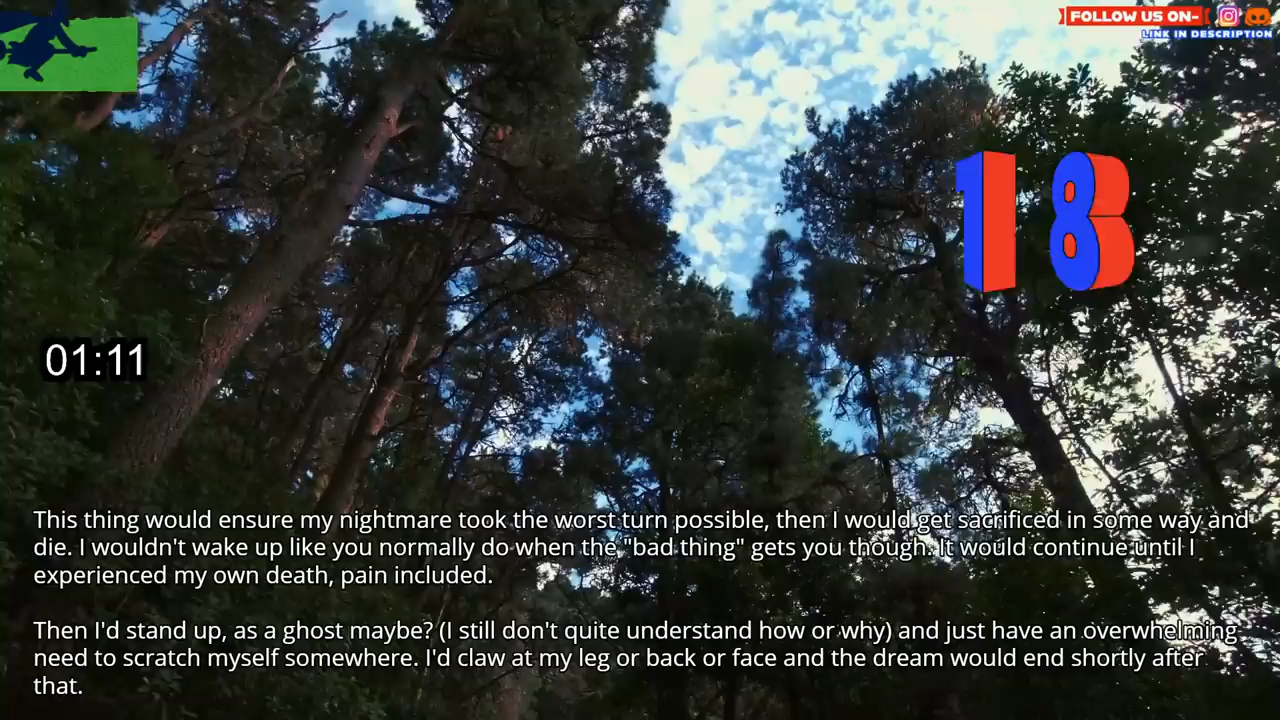 FOLLOW US ON-
LINK IN DESCRIPTION
18
01:11
This thing would ensure my nightmare took the worst turn possible, then I would get sacrificed in some way and
die. I wouldn't wake up like you normally do when the "bad thing" gets you though. It would continue until I
experienced my own death, pain included.
Then I'd stand up, as a ghost maybe? (I still don't quite understand how or why) and just have an overwhelming
need to scratch myself somewhere. I'd claw at my leg or back or face and the dream would end shortly after
that.